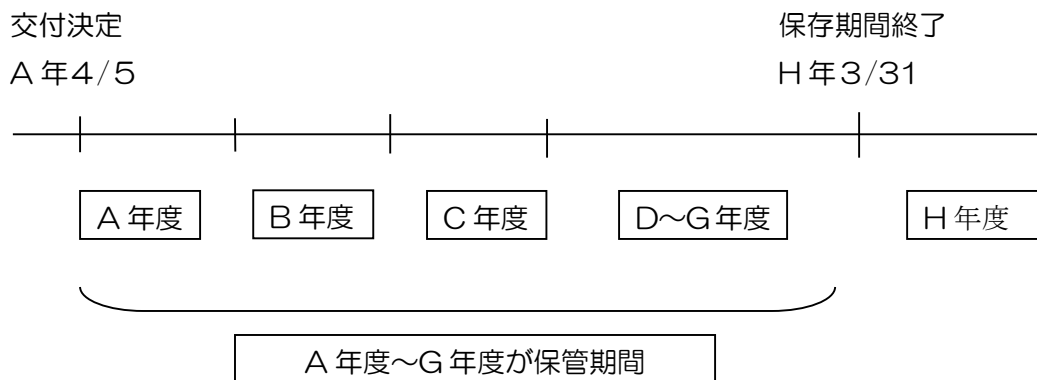 交付決定
A年4/5
保存期間終了
H年3/31
A年度
B年度
C年度
D～G年度
H年度
A年度～G年度が保管期間